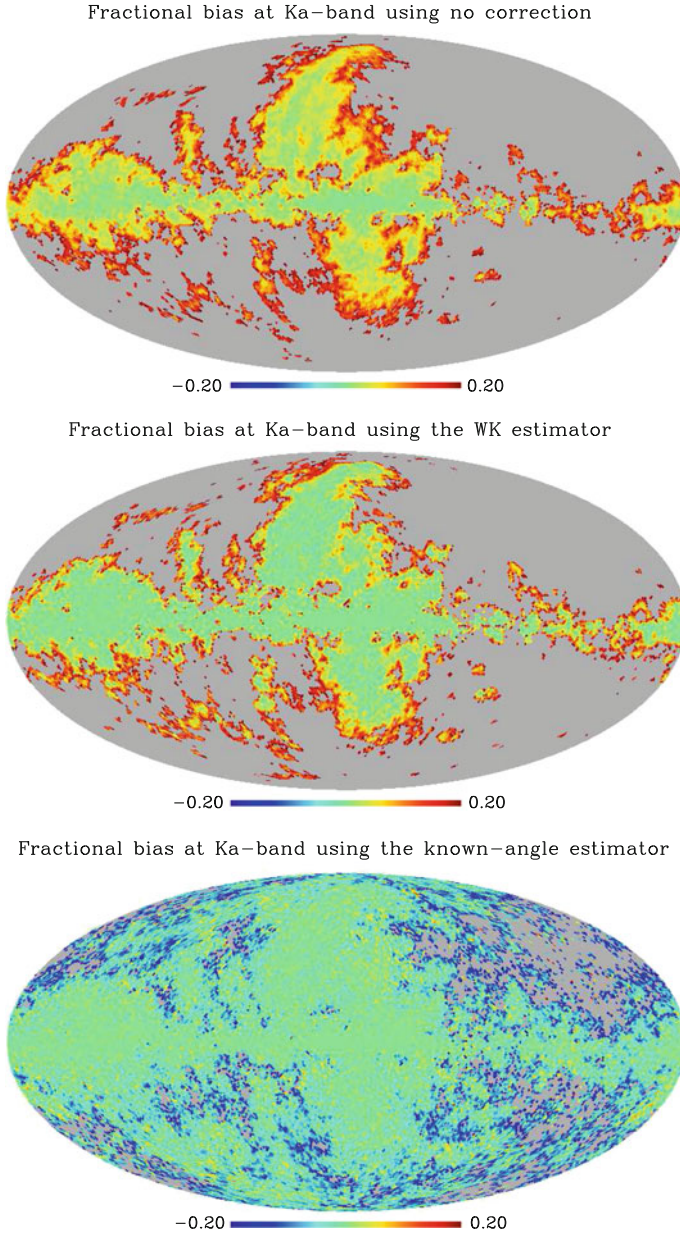 Fractional bias at Ka−band using no correction
−0.20 0.20
Fractional bias at Ka−band using the WK estimator
−0.20 0.20
Fractional bias at Ka−band using the known−angle estimator
−0.20 0.20